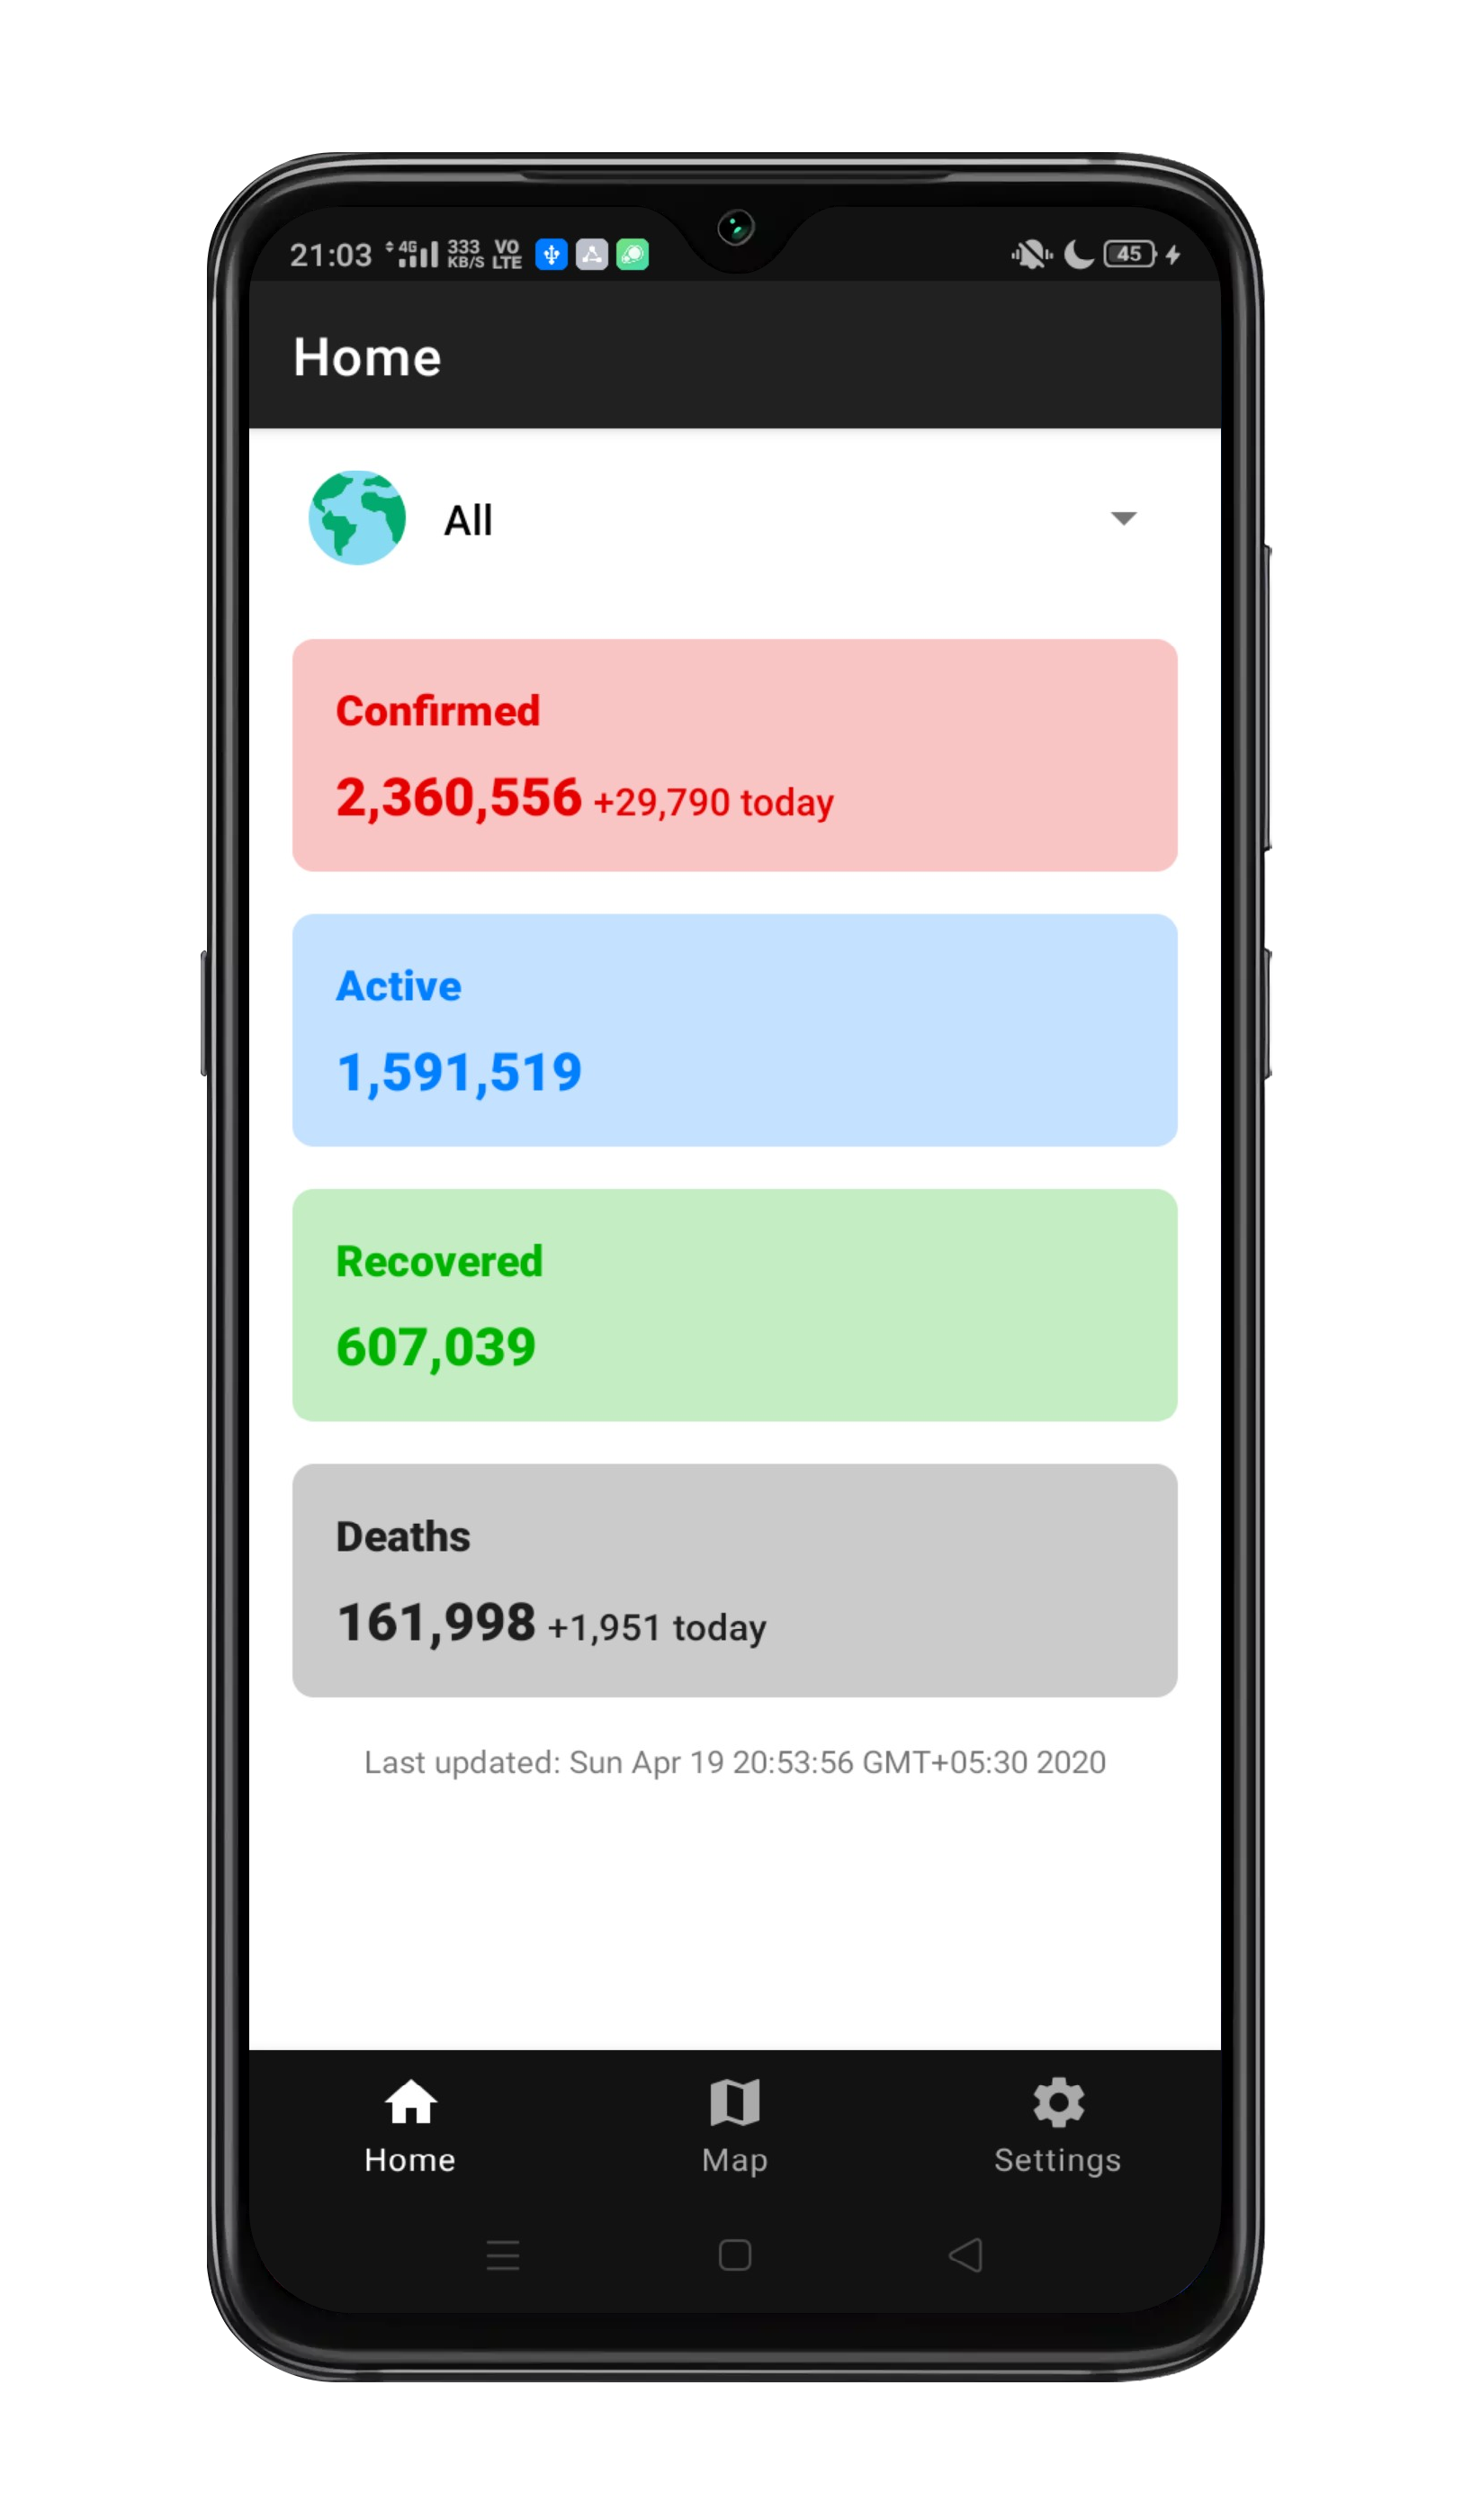 21:03 4G 333 KB/S VO LTE 45
Home
All
Confirmed
2,360,556 +29,790 today
Active
1,591,519
Recovered
607,039
Deaths
161,998 +1,951 today
Last updated: Sun Apr 19 20:53:56 GMT+05:30 2020
Home Map Settings